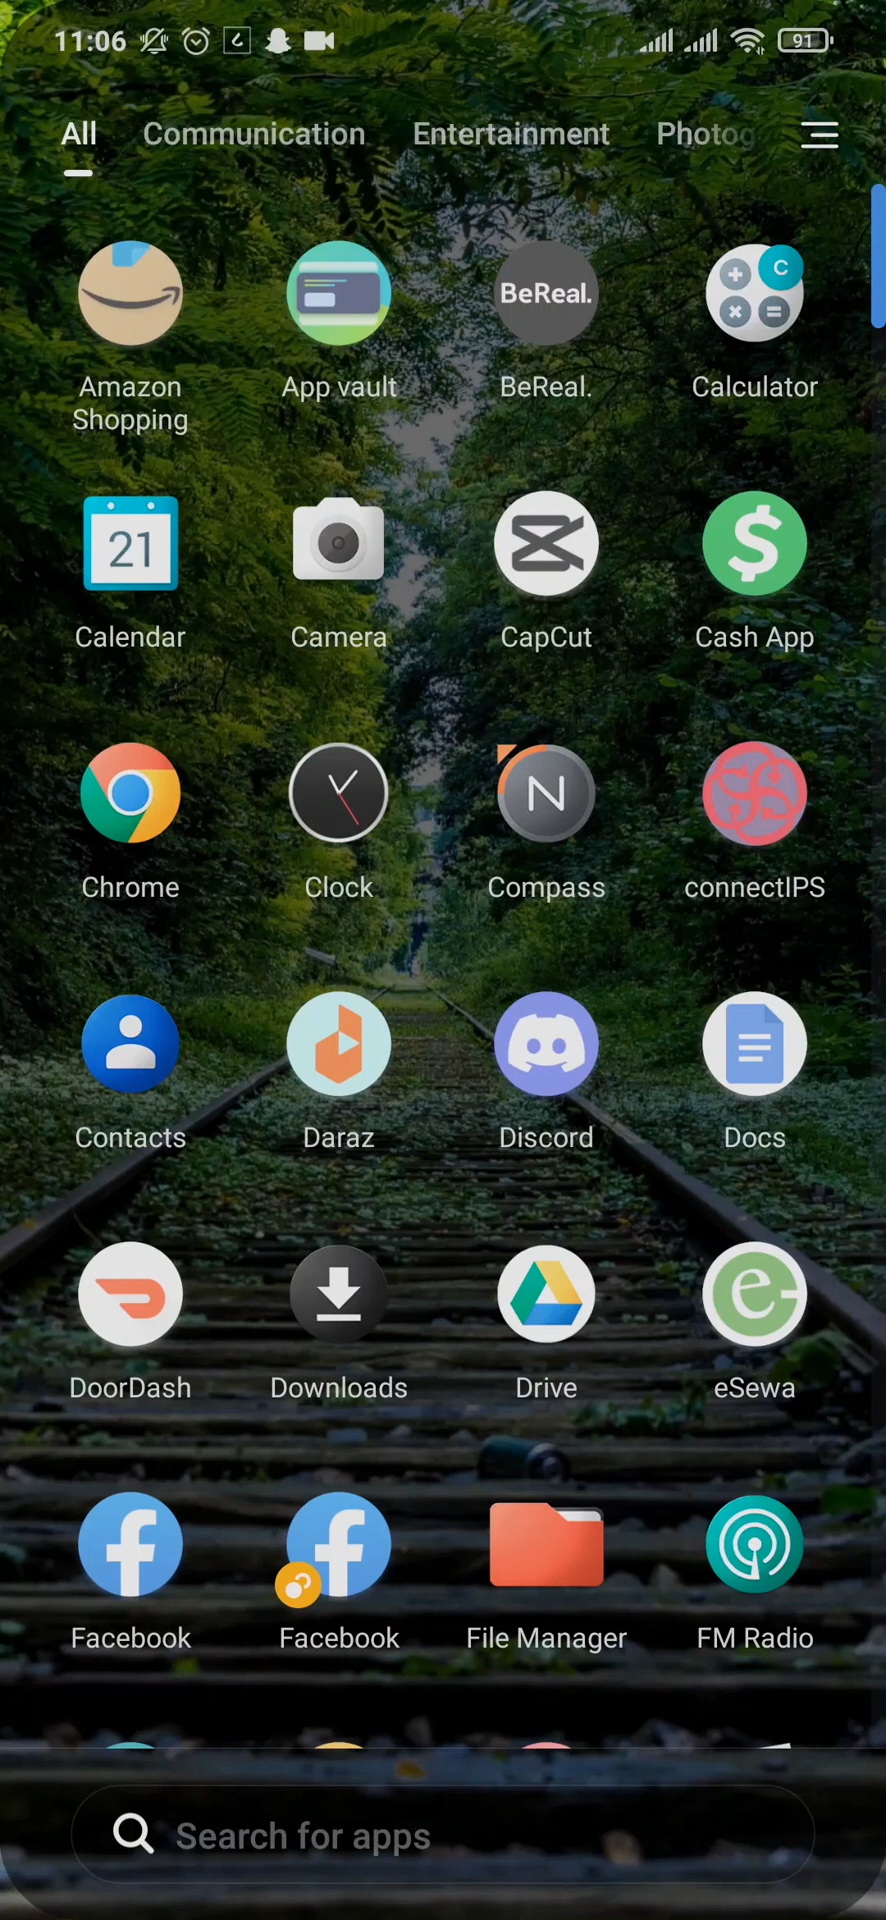 11:06
91
All Communication Entertainment Photog
BeReal.
C
Amazon
Shopping
App vault
BeReal.
Calculator
21
$
Calendar
Camera
CapCut
Cash App
N
Chrome
Clock
Compass
connectIPS
Contacts
Daraz
Discord
Docs
e
DoorDash
Downloads
Drive
eSewa
f
f
Facebook
Facebook
File Manager
FM Radio
Search for apps